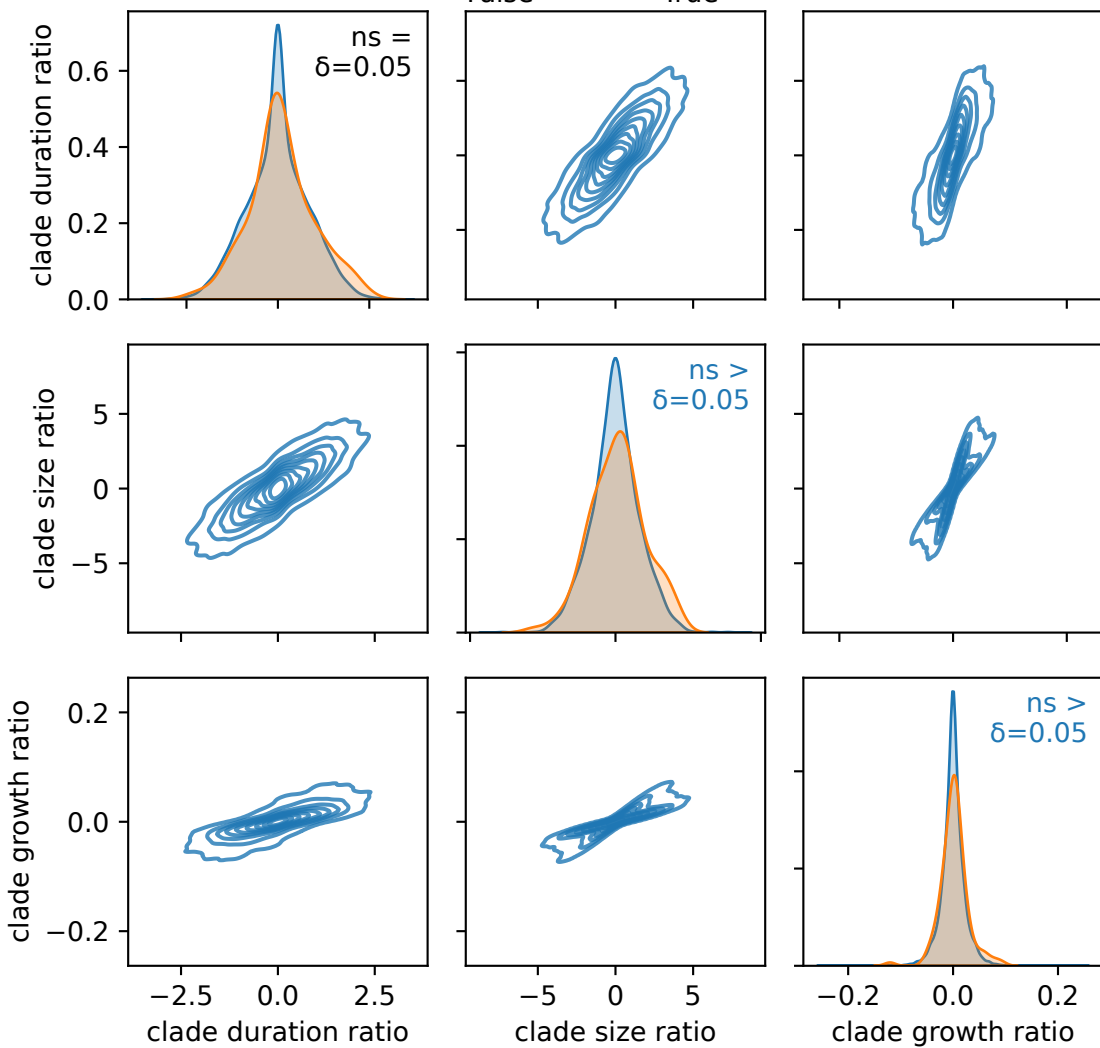 clade duration ratio
0.6
0.4
0.2
0.0
ns =
δ=0.05
clade size ratio
5
0
−5
ns >
δ=0.05
clade growth ratio
0.2
0.0
−0.2
ns >
δ=0.05
−2.5 0.0 2.5
−5 0 5
−0.2 0.0 0.2
clade duration ratio
clade size ratio
clade growth ratio